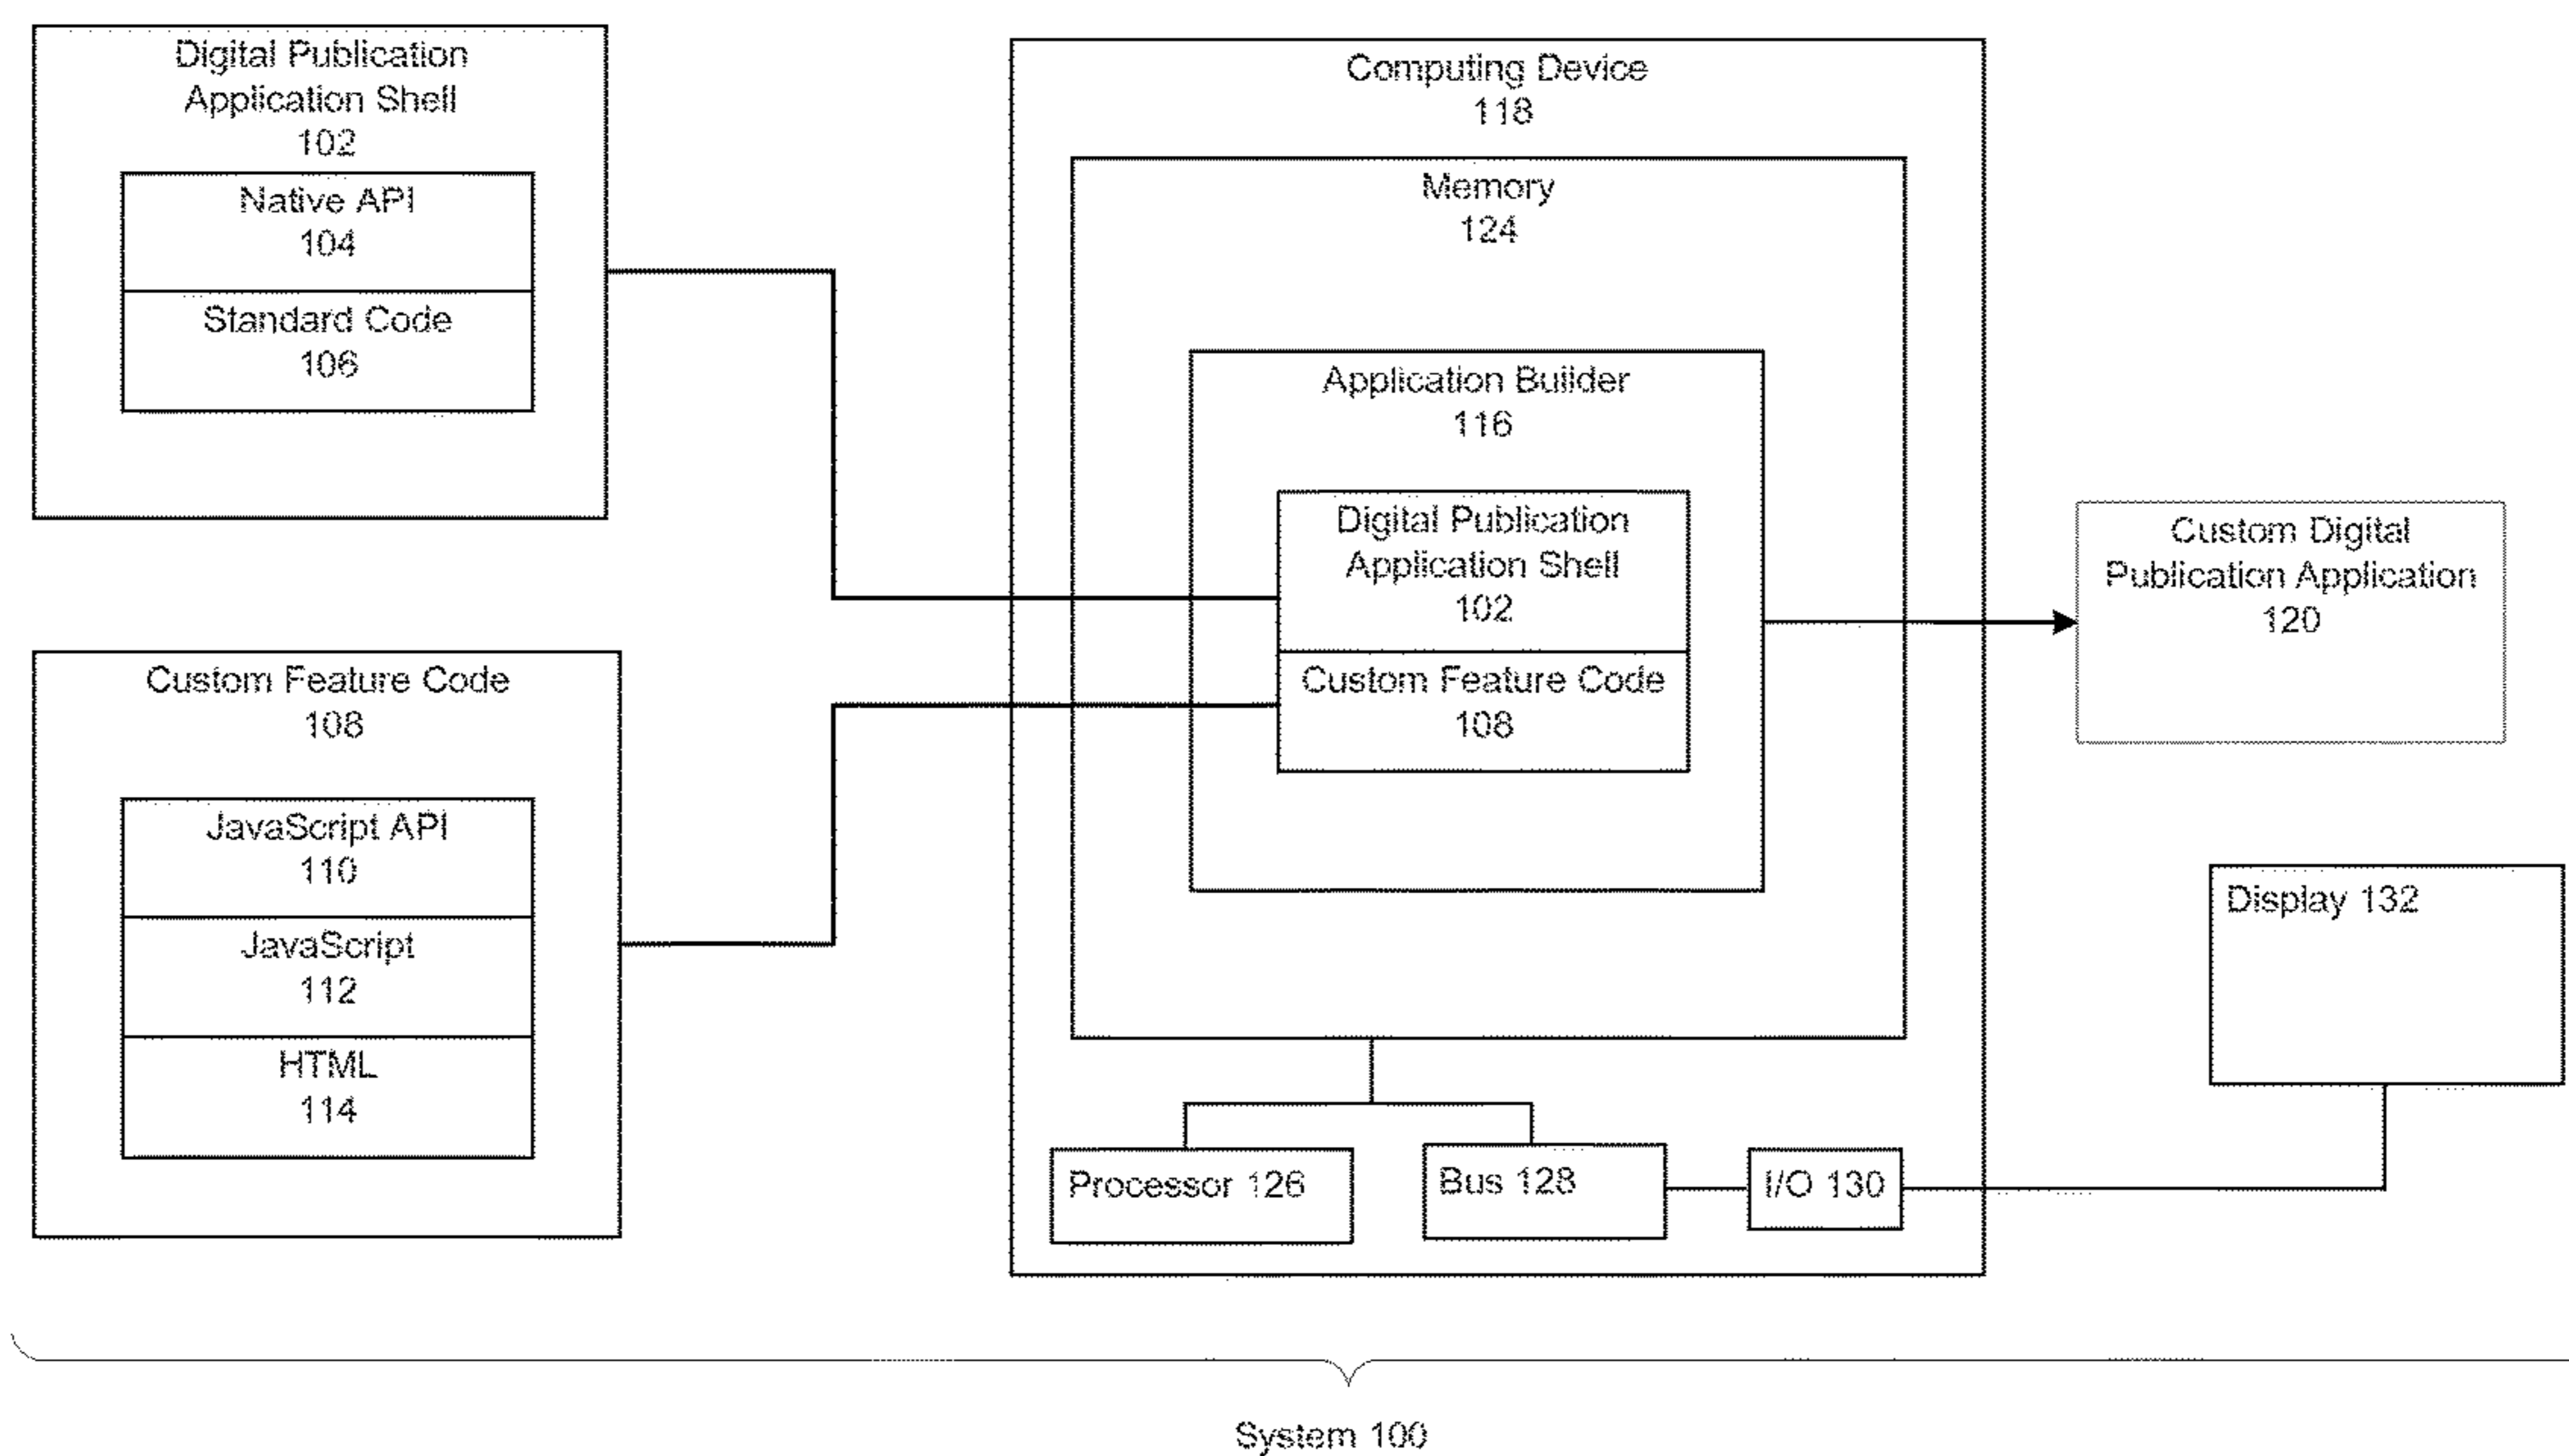 Digital Publication
Application Shell
102
Native API
104
Standard Code
106
Custom Feature Code
108
JavaScript API
110
JavaScript
112
HTML
114
Computing Device
118
Memory
124
Application Builder
116
Digital Publication
Application Shell
102
Custom Feature Code
108
Processor 126
Bus 128
I/O 130
Custom Digital
Publication Application
120
Display 132
System 100